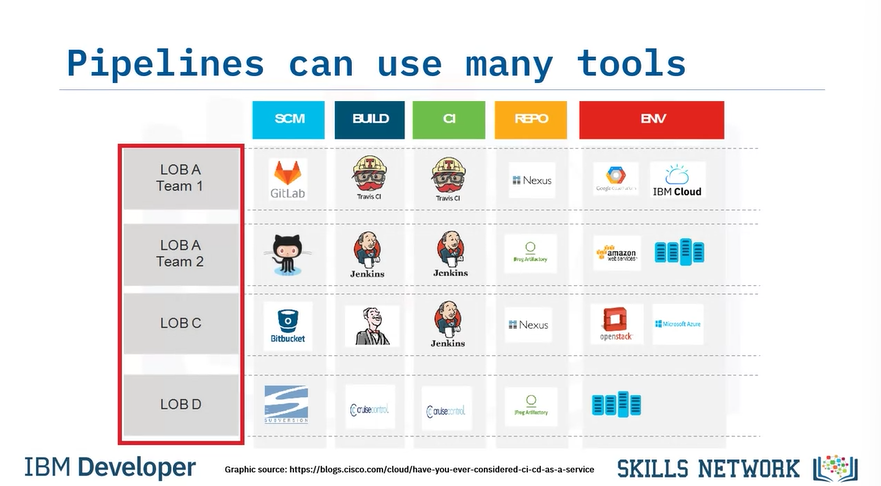 Pipelines can use many tools
SCM BUILD CI REPO ENV
LOB A
Team 1
GitLab
Travis CI
Travis CI
Nexus
IBM Cloud
LOB A
Team 2
Jenkins
Jenkins
JFrog Artifactory
amazon
web services
LOB C
Bitbucket
Jenkins
Nexus
openstack
Microsoft Azure
LOB D
SUBVERSION
cruisecontrol
cruisecontrol
JFrog Artifactory
IBM Developer
Graphic source: https://blogs.cisco.com/cloud/have-you-ever-considered-ci-cd-as-a-service
SKILLS NETWORK